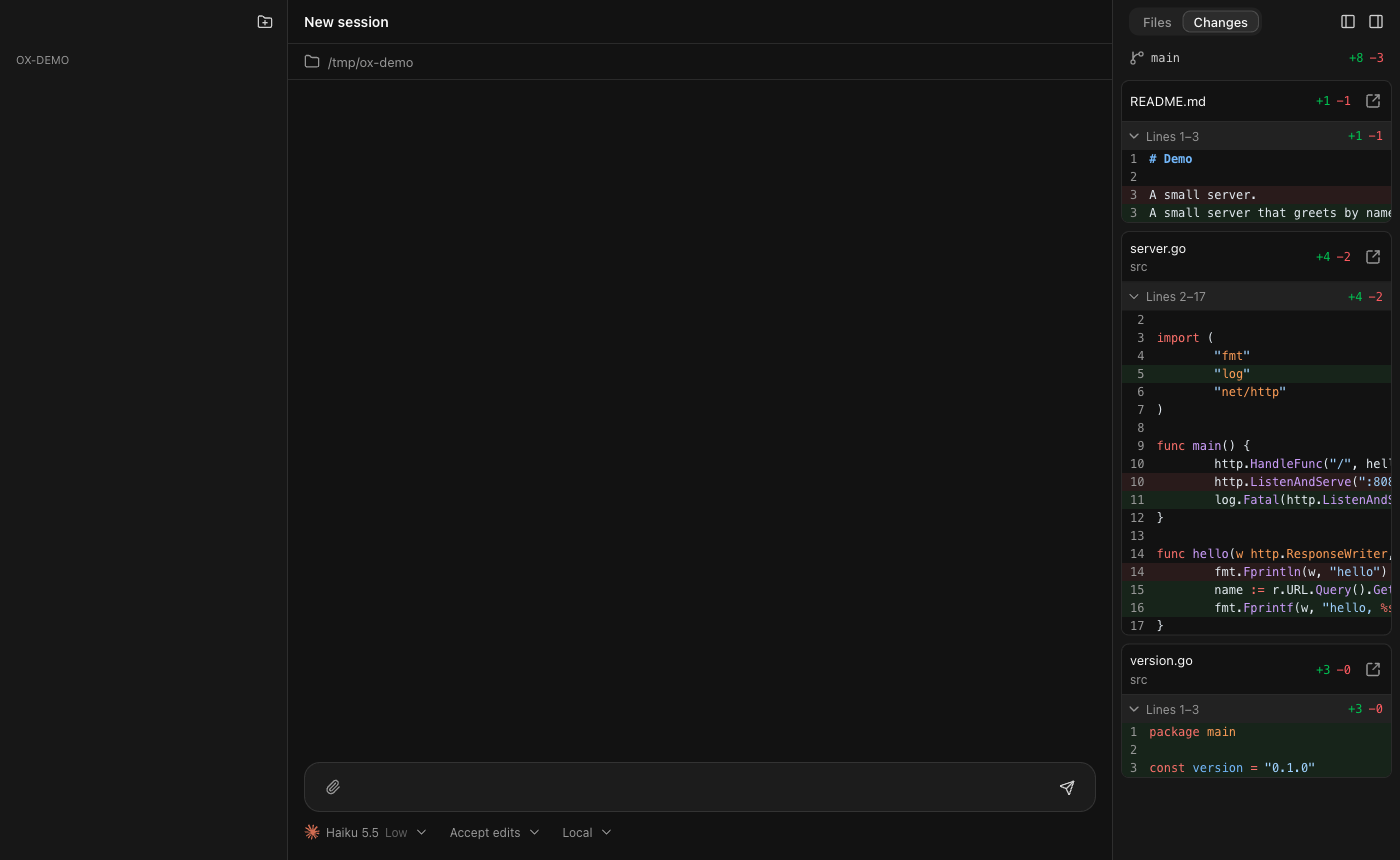 OX-DEMO
New session
/tmp/ox-demo
Haiku 5.5 Low
Accept edits
Local
Files Changes
main +8 −3
README.md +1 −1
Lines 1–3 +1 −1
1 # Demo
2
3 A small server.
3 A small server that greets by name
server.go
src +4 −2
Lines 2–17 +4 −2
2
3 import (
4 "fmt"
5 "log"
6 "net/http"
7 )
8
9 func main() {
10 http.HandleFunc("/", hell
10 http.ListenAndServe(":808
11 log.Fatal(http.ListenAndS
12 }
13
14 func hello(w http.ResponseWriter,
14 fmt.Fprintln(w, "hello")
15 name := r.URL.Query().Get
16 fmt.Fprintf(w, "hello, %s
17 }
version.go
src +3 −0
Lines 1–3 +3 −0
1 package main
2
3 const version = "0.1.0"